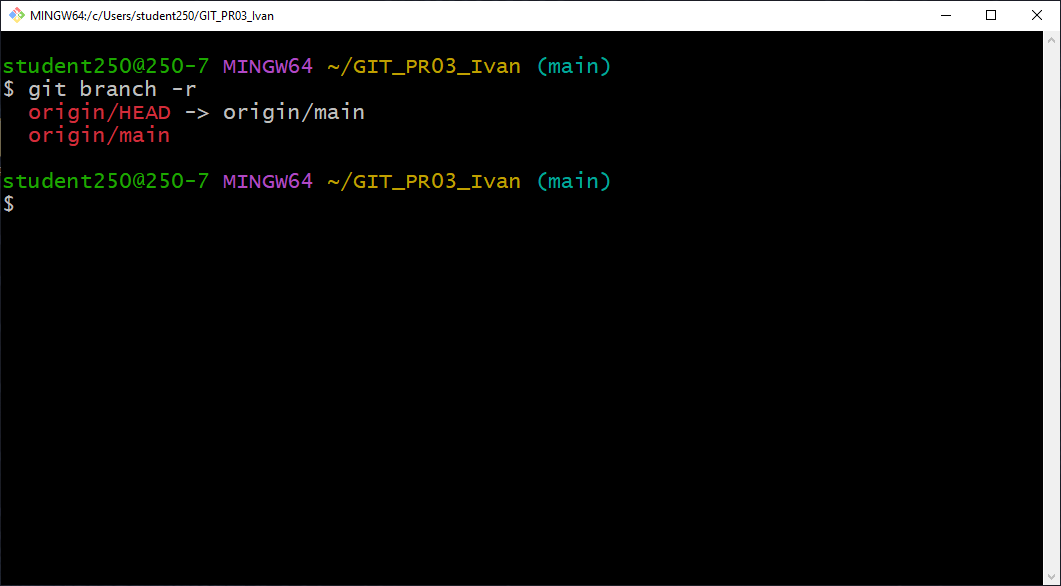 MINGW64:/c/Users/student250/GIT_PR03_Ivan
student250@250-7 MINGW64 ~/GIT_PR03_Ivan (main)
$ git branch -r
  origin/HEAD -> origin/main
  origin/main
student250@250-7 MINGW64 ~/GIT_PR03_Ivan (main)
$